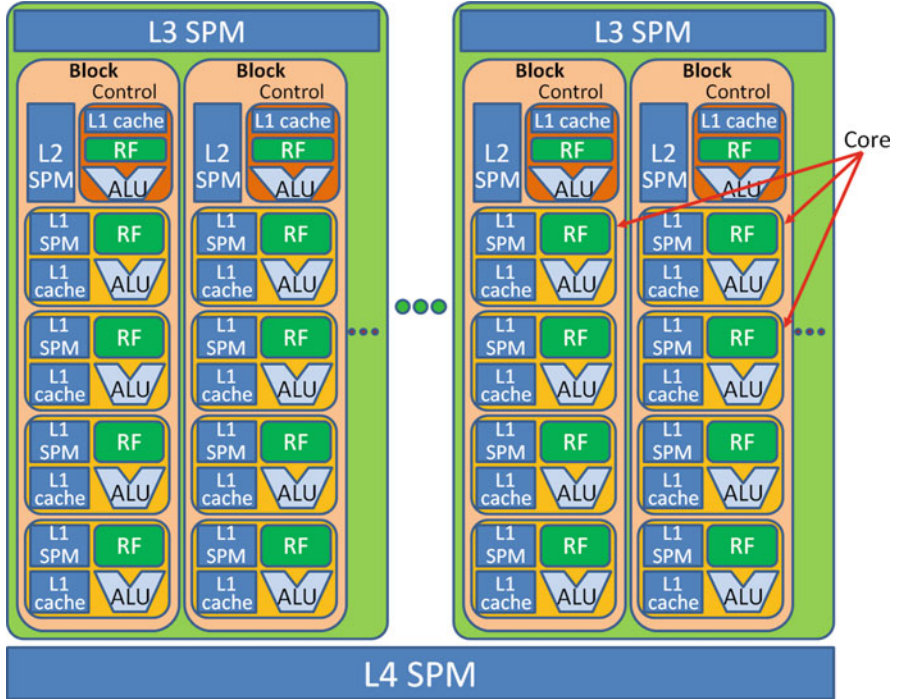 L3 SPM
L3 SPM
Block
Control
Block
Control
Block
Control
Block
Control
L2
SPM
L1 cache
RF
ALU
L2
SPM
L1 cache
RF
ALU
L2
SPM
L1 cache
RF
ALU
L2
SPM
L1 cache
RF
ALU
Core
L1
SPM
RF
L1
cache
ALU
L1
SPM
RF
L1
cache
ALU
L1
SPM
RF
L1
cache
ALU
L1
SPM
RF
L1
cache
ALU
L1
SPM
RF
L1
cache
ALU
L1
SPM
RF
L1
cache
ALU
L1
SPM
RF
L1
cache
ALU
L1
SPM
RF
L1
cache
ALU
L1
SPM
RF
L1
cache
ALU
L1
SPM
RF
L1
cache
ALU
L1
SPM
RF
L1
cache
ALU
L1
SPM
RF
L1
cache
ALU
L1
SPM
RF
L1
cache
ALU
L1
SPM
RF
L1
cache
ALU
L1
SPM
RF
L1
cache
ALU
L1
SPM
RF
L1
cache
ALU
L4 SPM